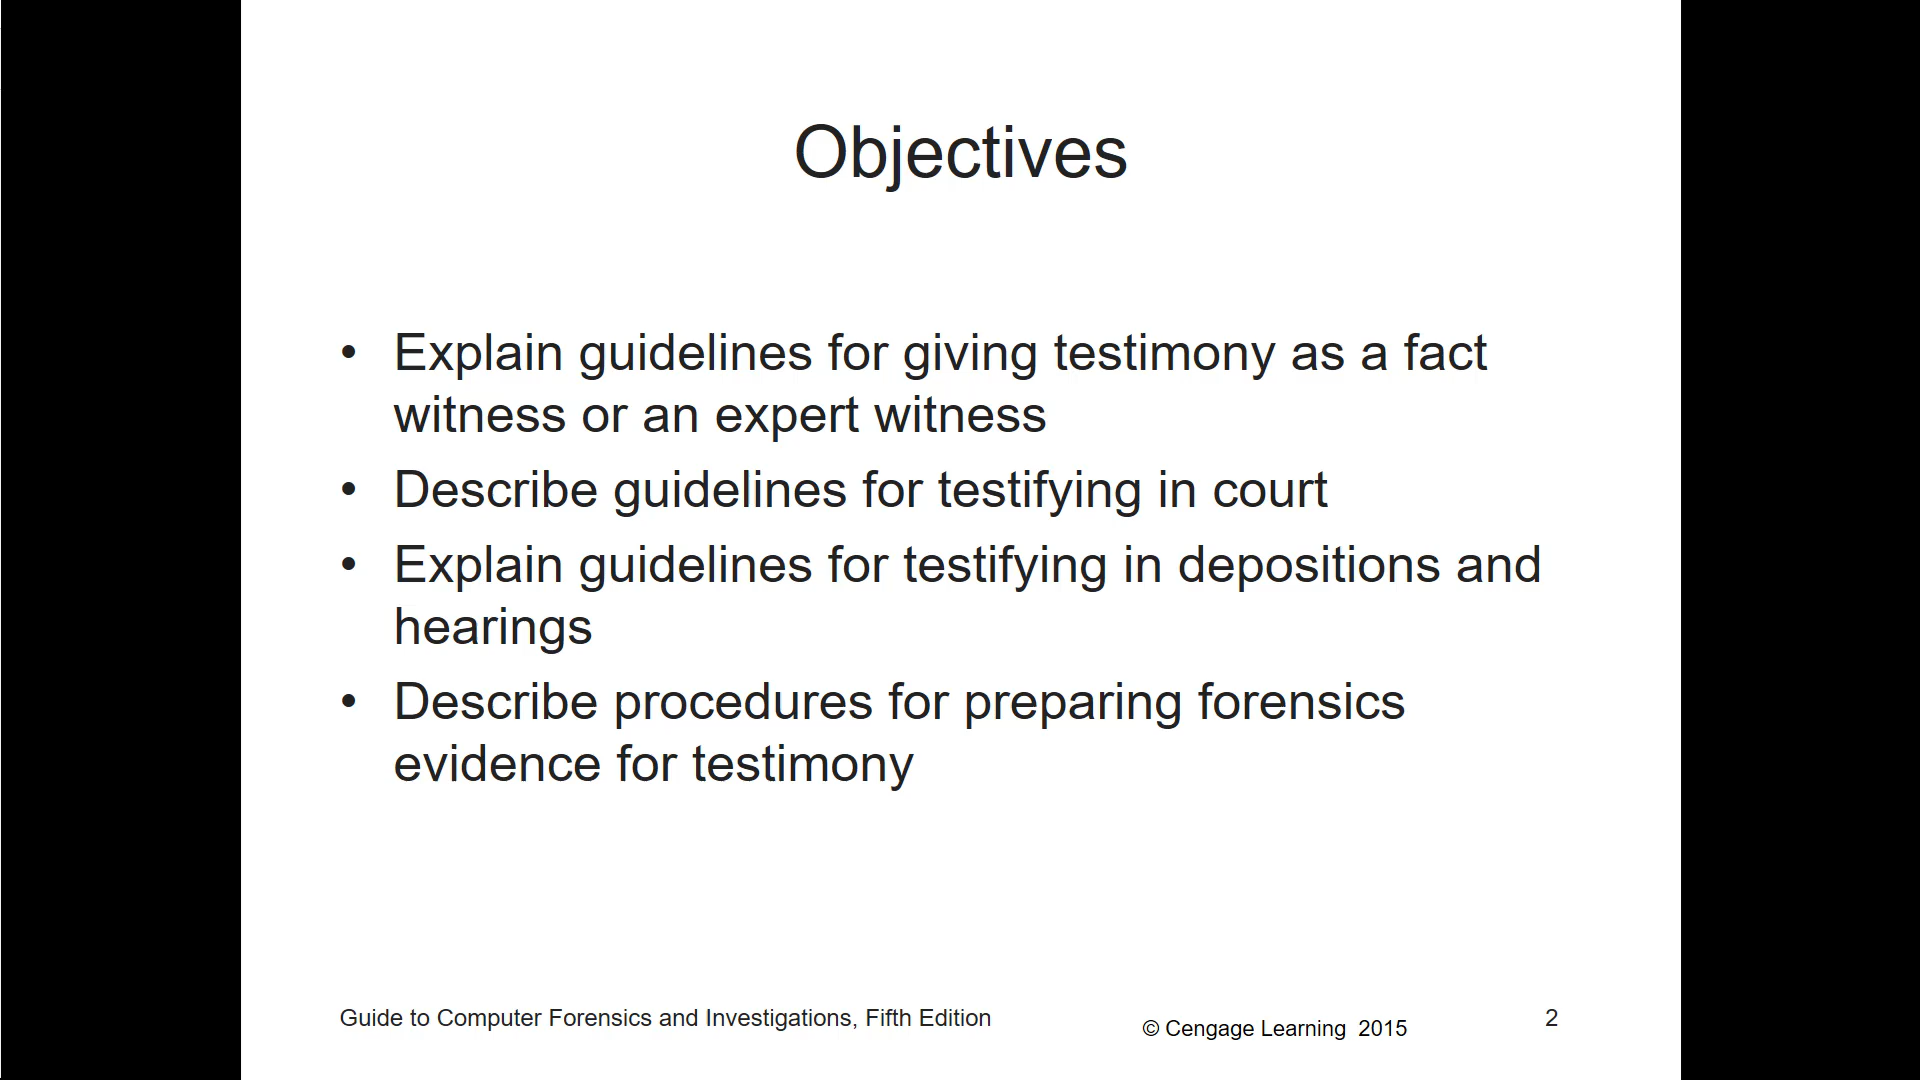 Objectives
• Explain guidelines for giving testimony as a fact
witness or an expert witness
• Describe guidelines for testifying in court
• Explain guidelines for testifying in depositions and
hearings
• Describe procedures for preparing forensics
evidence for testimony
Guide to Computer Forensics and Investigations, Fifth Edition
© Cengage Learning 2015
2